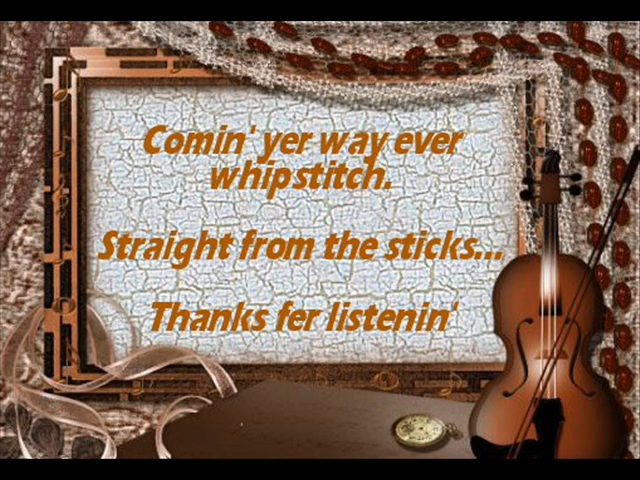 Comin' yer way ever
whipstitch.
Straight from the sticks...
Thanks fer listenin'